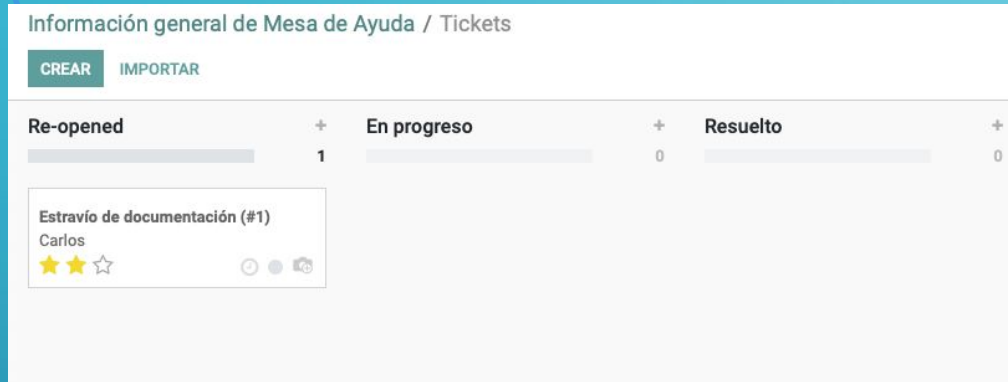 Información general de Mesa de Ayuda / Tickets
CREAR IMPORTAR
Re-opened + En progreso + Resuelto +
1 0 0
Estravío de documentación (#1)
Carlos